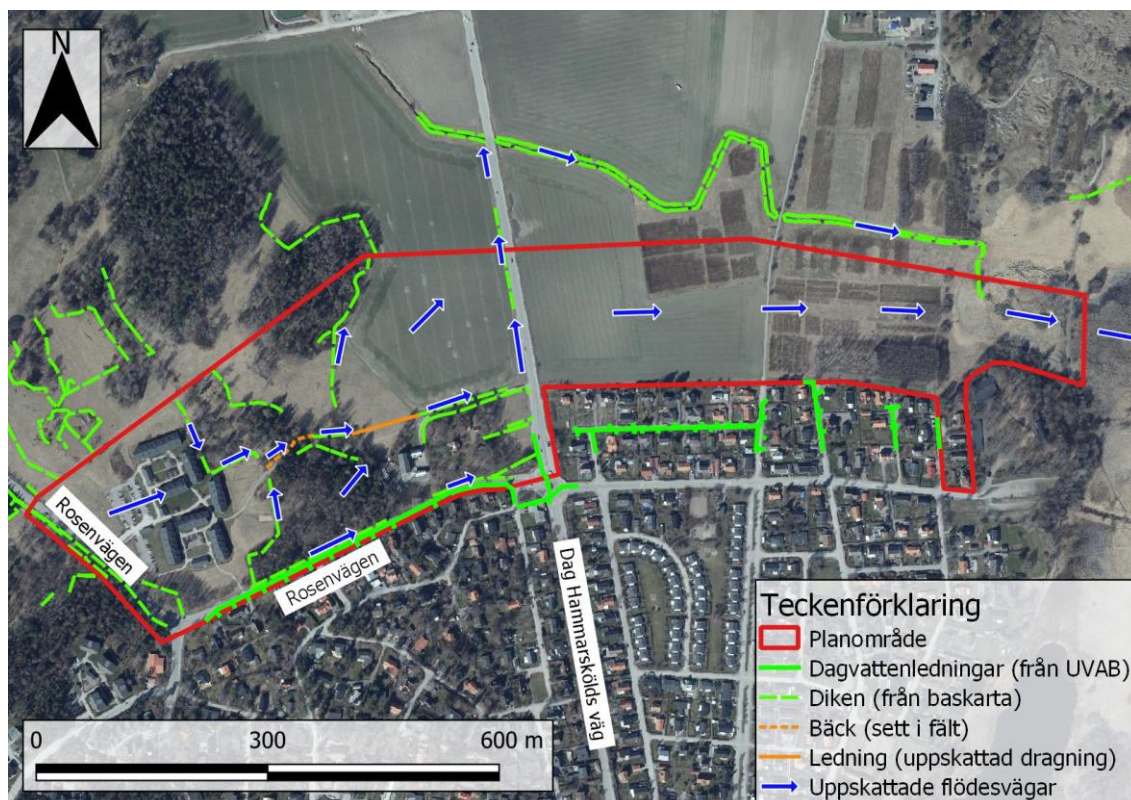 N
Rosenvägen
Rosenvägen
Dag Hammarskölds väg
0 300 600 m
Teckenförklaring
Planområde
Dagvattenledningar (från UVAB)
Diken (från baskarta)
Bäck (sett i fält)
Ledning (uppskattad dragning)
Uppskattade flödesvägar